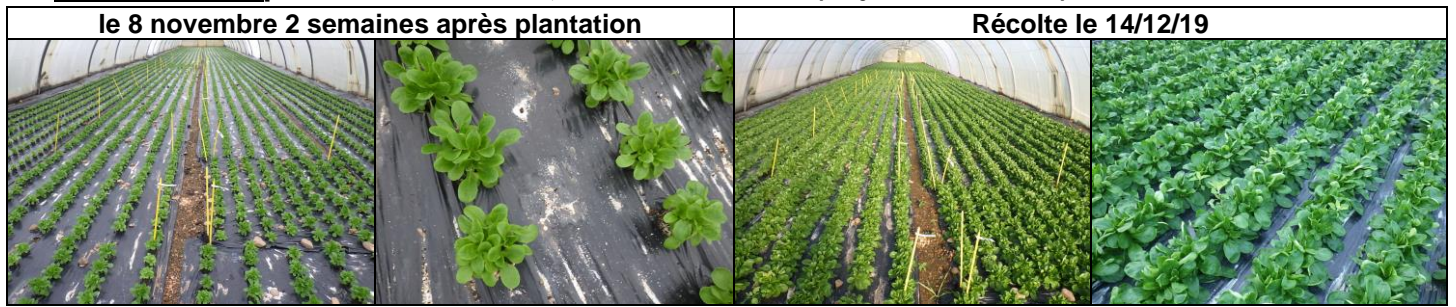 le 8 novembre 2 semaines après plantation
Récolte le 14/12/19